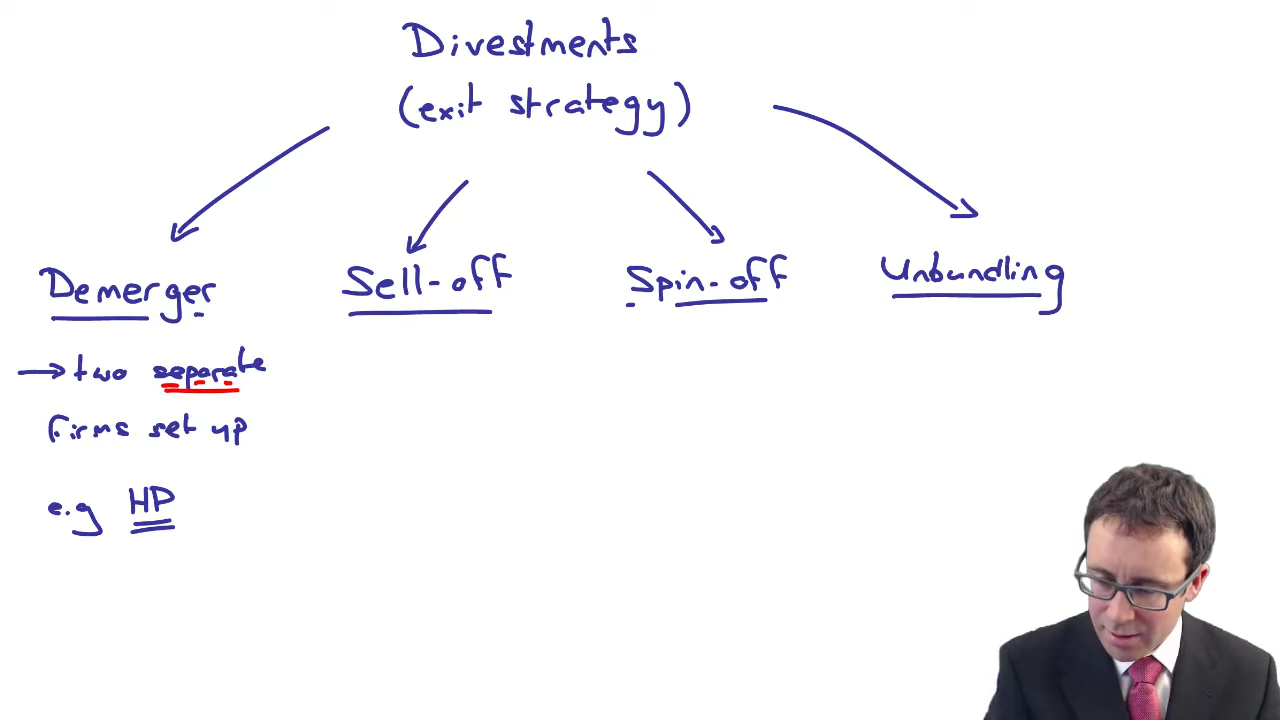 Divestments
(exit strategy)
Demerger
Sell-off
Spin-off
Unbundling
→ two separate
firms set up
e.g HP